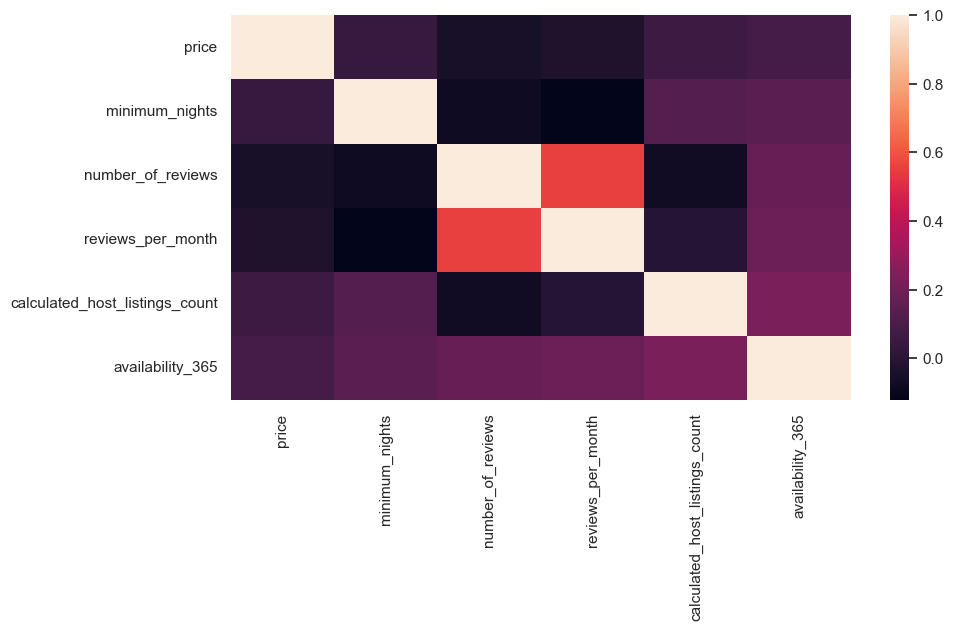 price
minimum_nights
number_of_reviews
reviews_per_month
calculated_host_listings_count
availability_365
price
minimum_nights
number_of_reviews
reviews_per_month
calculated_host_listings_count
availability_365
1.0
0.8
0.6
0.4
0.2
0.0